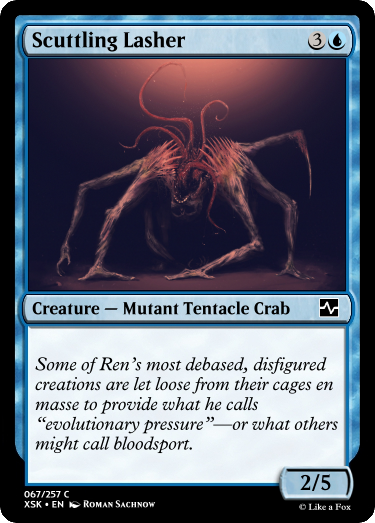 Scuttling Lasher
3
Creature — Mutant Tentacle Crab
Some of Ren's most debased, disfigured
creations are let loose from their cages en
masse to provide what he calls
“evolutionary pressure”—or what others
might call bloodsport.
2/5
067/257 C
XSK • EN Roman Sachnow
© Like a Fox